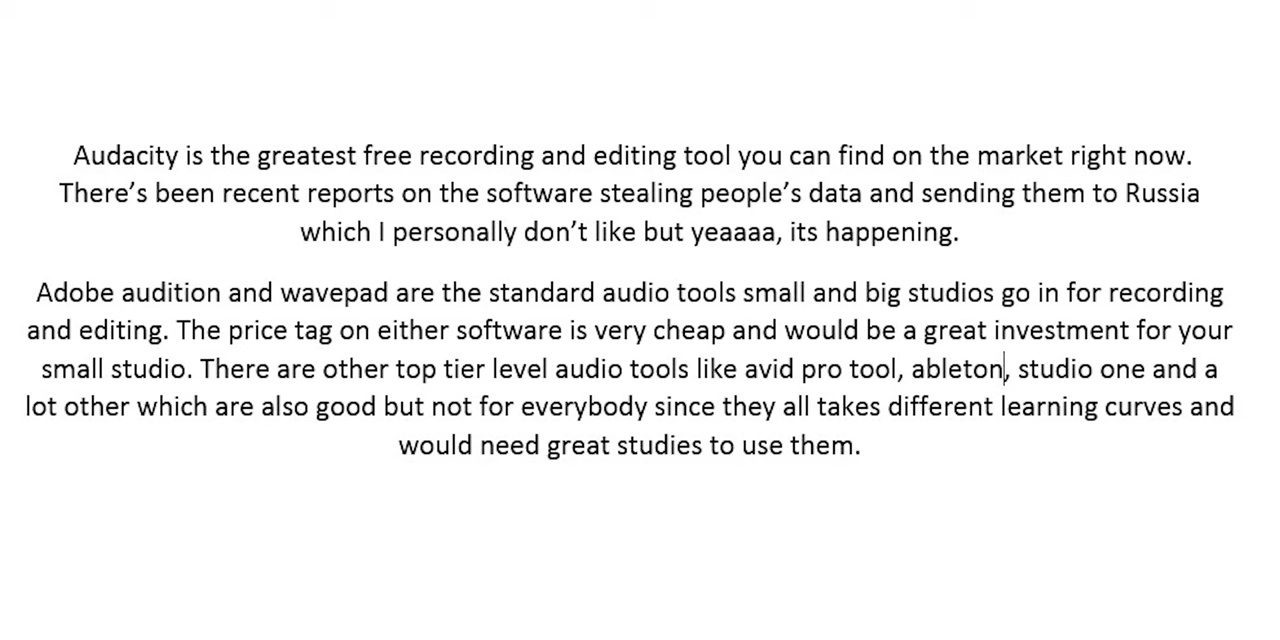 Audacity is the greatest free recording and editing tool you can find on the market right now.
There’s been recent reports on the software stealing people’s data and sending them to Russia
which I personally don’t like but yeaaaa, its happening.
Adobe audition and wavepad are the standard audio tools small and big studios go in for recording
and editing. The price tag on either software is very cheap and would be a great investment for your
small studio. There are other top tier level audio tools like avid pro tool, ableton, studio one and a
lot other which are also good but not for everybody since they all takes different learning curves and
would need great studies to use them.